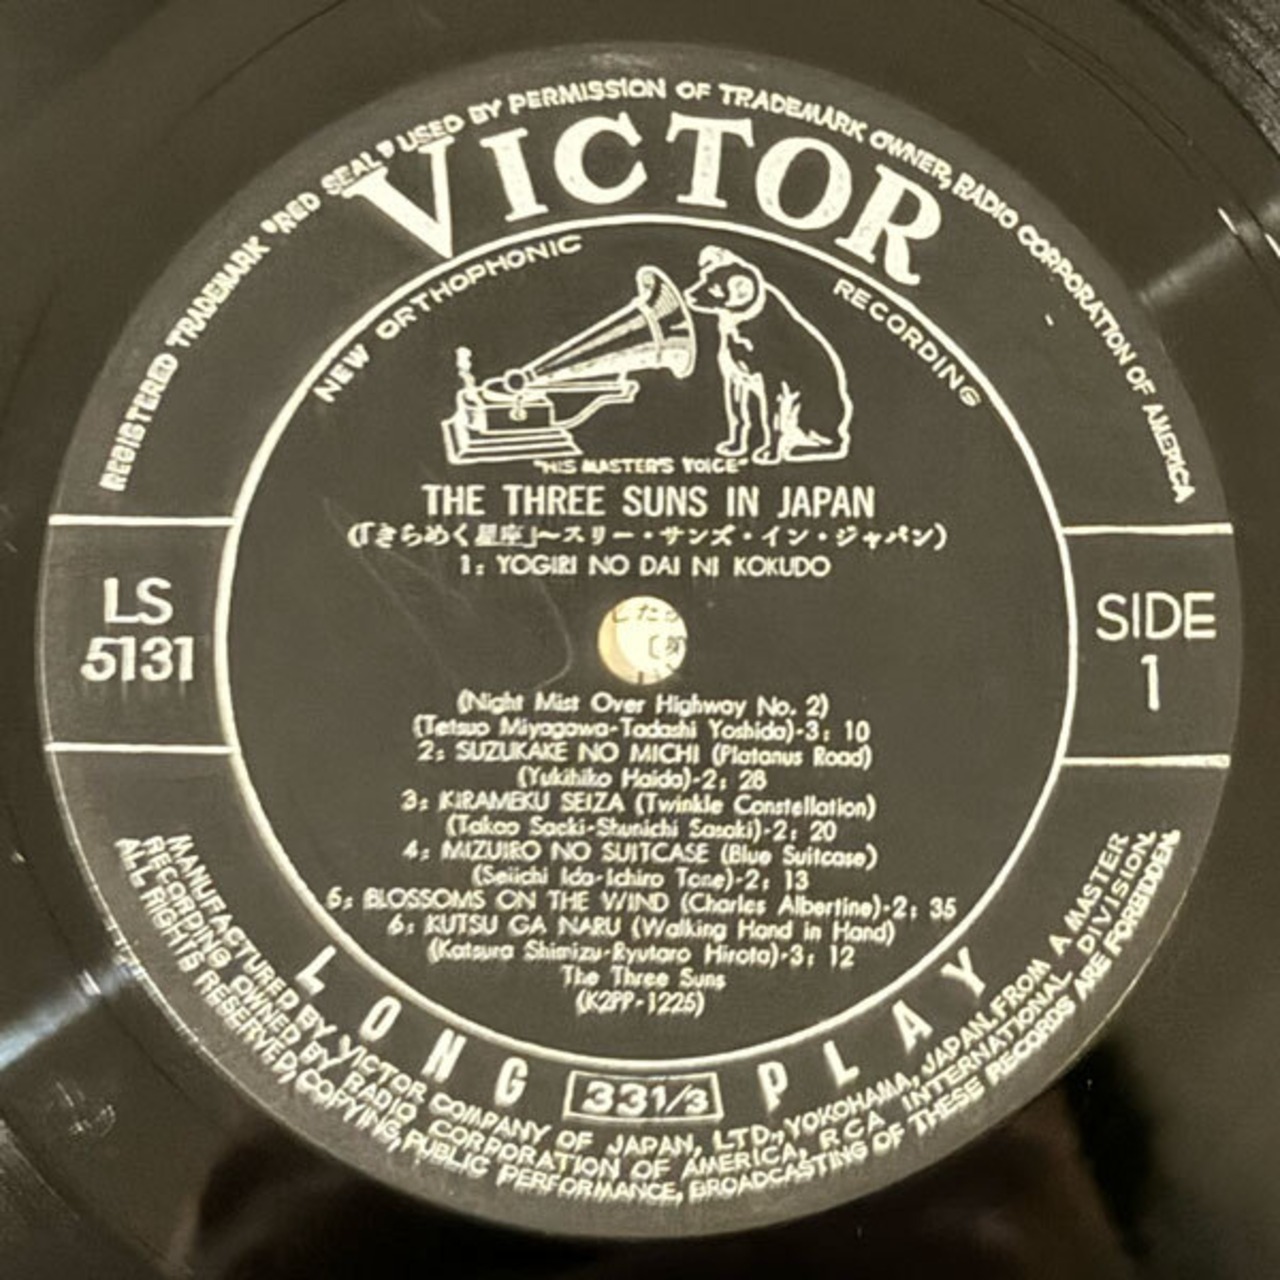 REGISTERED TRADEMARK "RED SEAL" USED BY PERMISSION OF TRADEMARK OWNER, RADIO CORPORATION OF AMERICA
VICTOR
NEW ORTHOPHONIC RECORDING
"HIS MASTER'S VOICE"
THE THREE SUNS IN JAPAN
(「きらめく星座」〜スリー・サンズ・イン・ジャパン)
1: YOGIRI NO DAI NI KOKUDO
LS
5131
SIDE
1
した
(Night Mist Over Highway No. 2)
(Tetsuo Miyagawa-Tadashi Yoshida)-3: 10
2: SUZUKAKE NO MICHI (Platanus Road)
(Yukihiko Haida)-2: 28
3: KIRAMEKU SEIZA (Twinkle Constellation)
(Takao Saeki-Shunichi Sasaki)-2: 20
4: MIZUIRO NO SUITCASE (Blue Suitcase)
(Seiichi Ida-Ichiro Tone)-2: 13
5: BLOSSOMS ON THE WIND (Charles Albertine)-2: 35
6: KUTSU GA NARU (Walking Hand in Hand)
(Katsura Shimizu-Ryutaro Hirota)-3: 12
The Three Suns
(K2PP-1225)
LONG 33 1/3 PLAY
MANUFACTURED BY VICTOR COMPANY OF JAPAN, LTD., YOKOHAMA, JAPAN, FROM A MASTER
RECORDING OWNED BY RADIO CORPORATION OF AMERICA, RCA INTERNATIONAL DIVISION.
ALL RIGHTS RESERVED, COPYING, PUBLIC PERFORMANCE, BROADCASTING OF THESE RECORDS ARE FORBIDDEN.